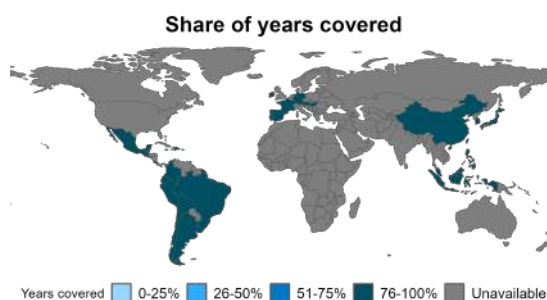 Share of years covered
Years covered 0-25% 26-50% 51-75% 76-100% Unavailable